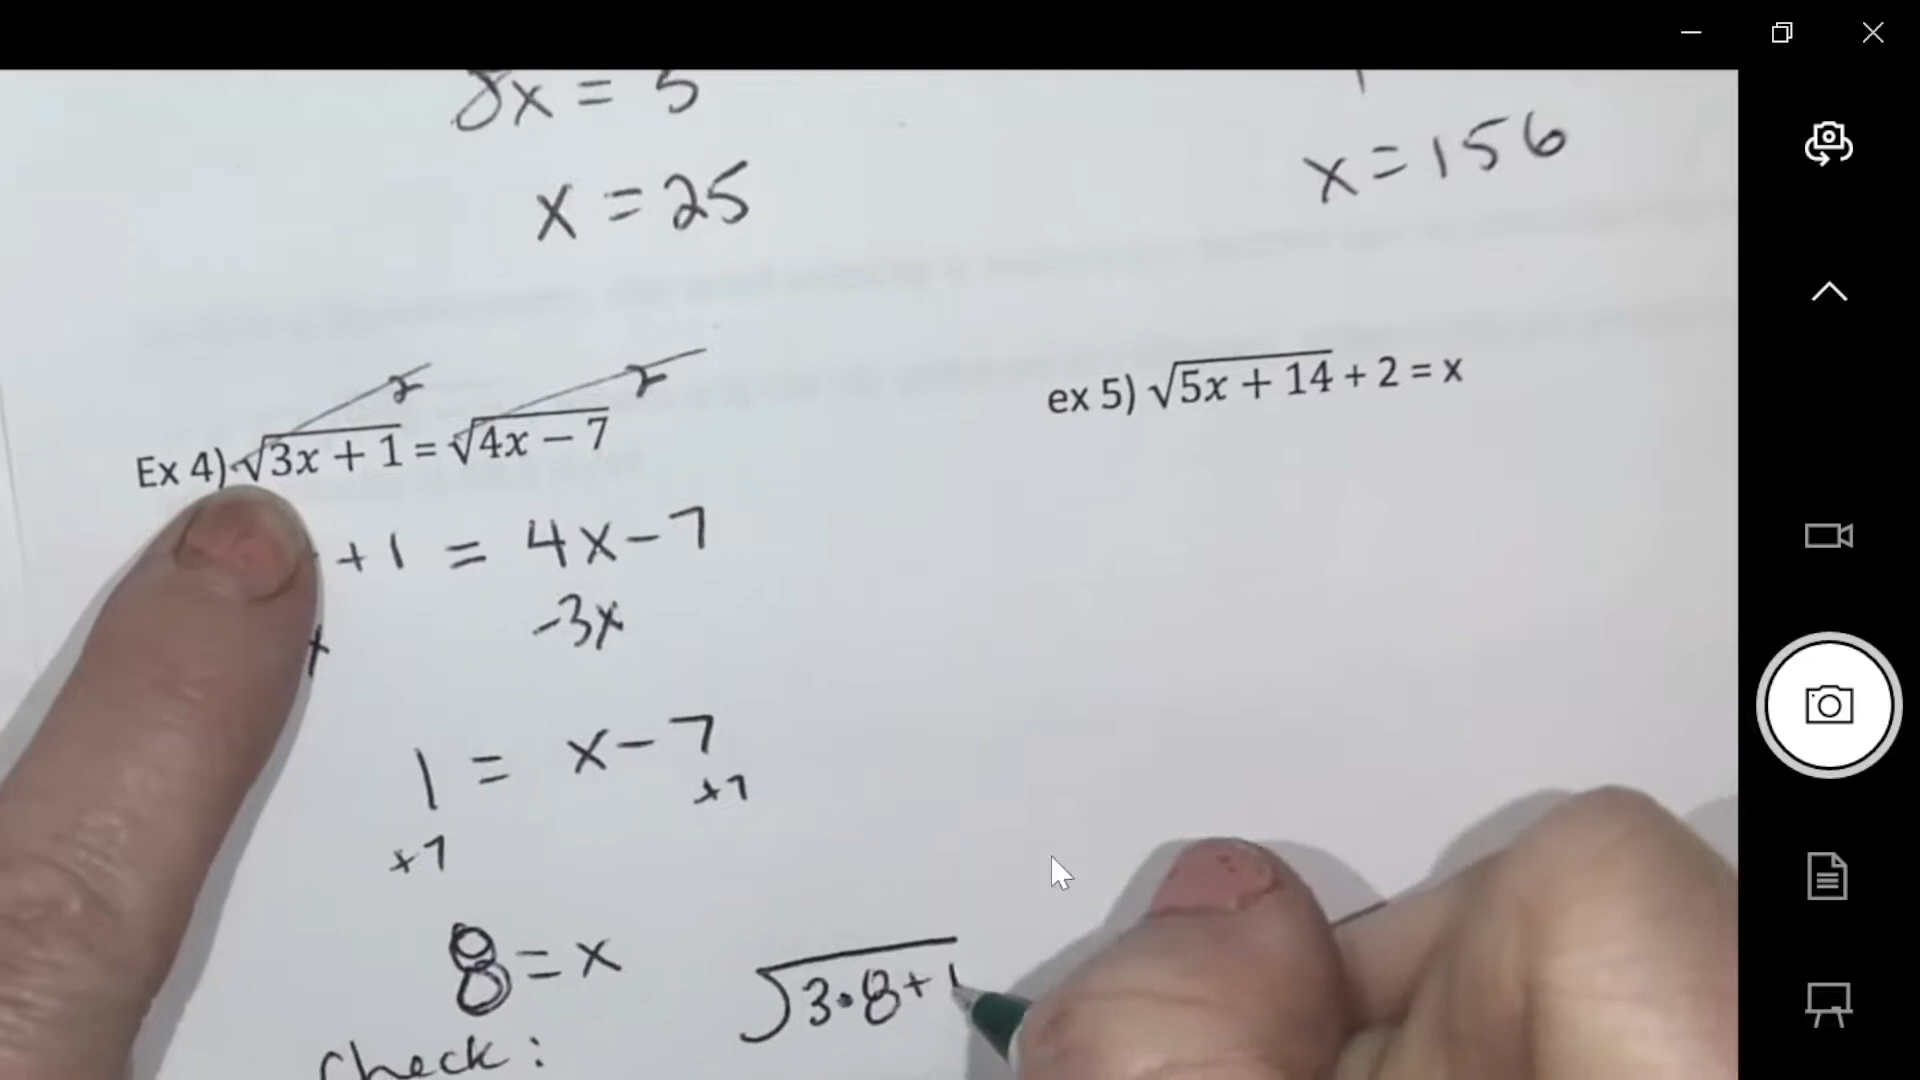 x = 5
x = 25
x = 156
2 2
Ex 4) √3x + 1 = √4x − 7
+ 1 = 4x − 7
x − 3x
1 = x − 7
+7
+7
8 = x
Check:
√3•8+1
ex 5) √5x + 14 + 2 = x